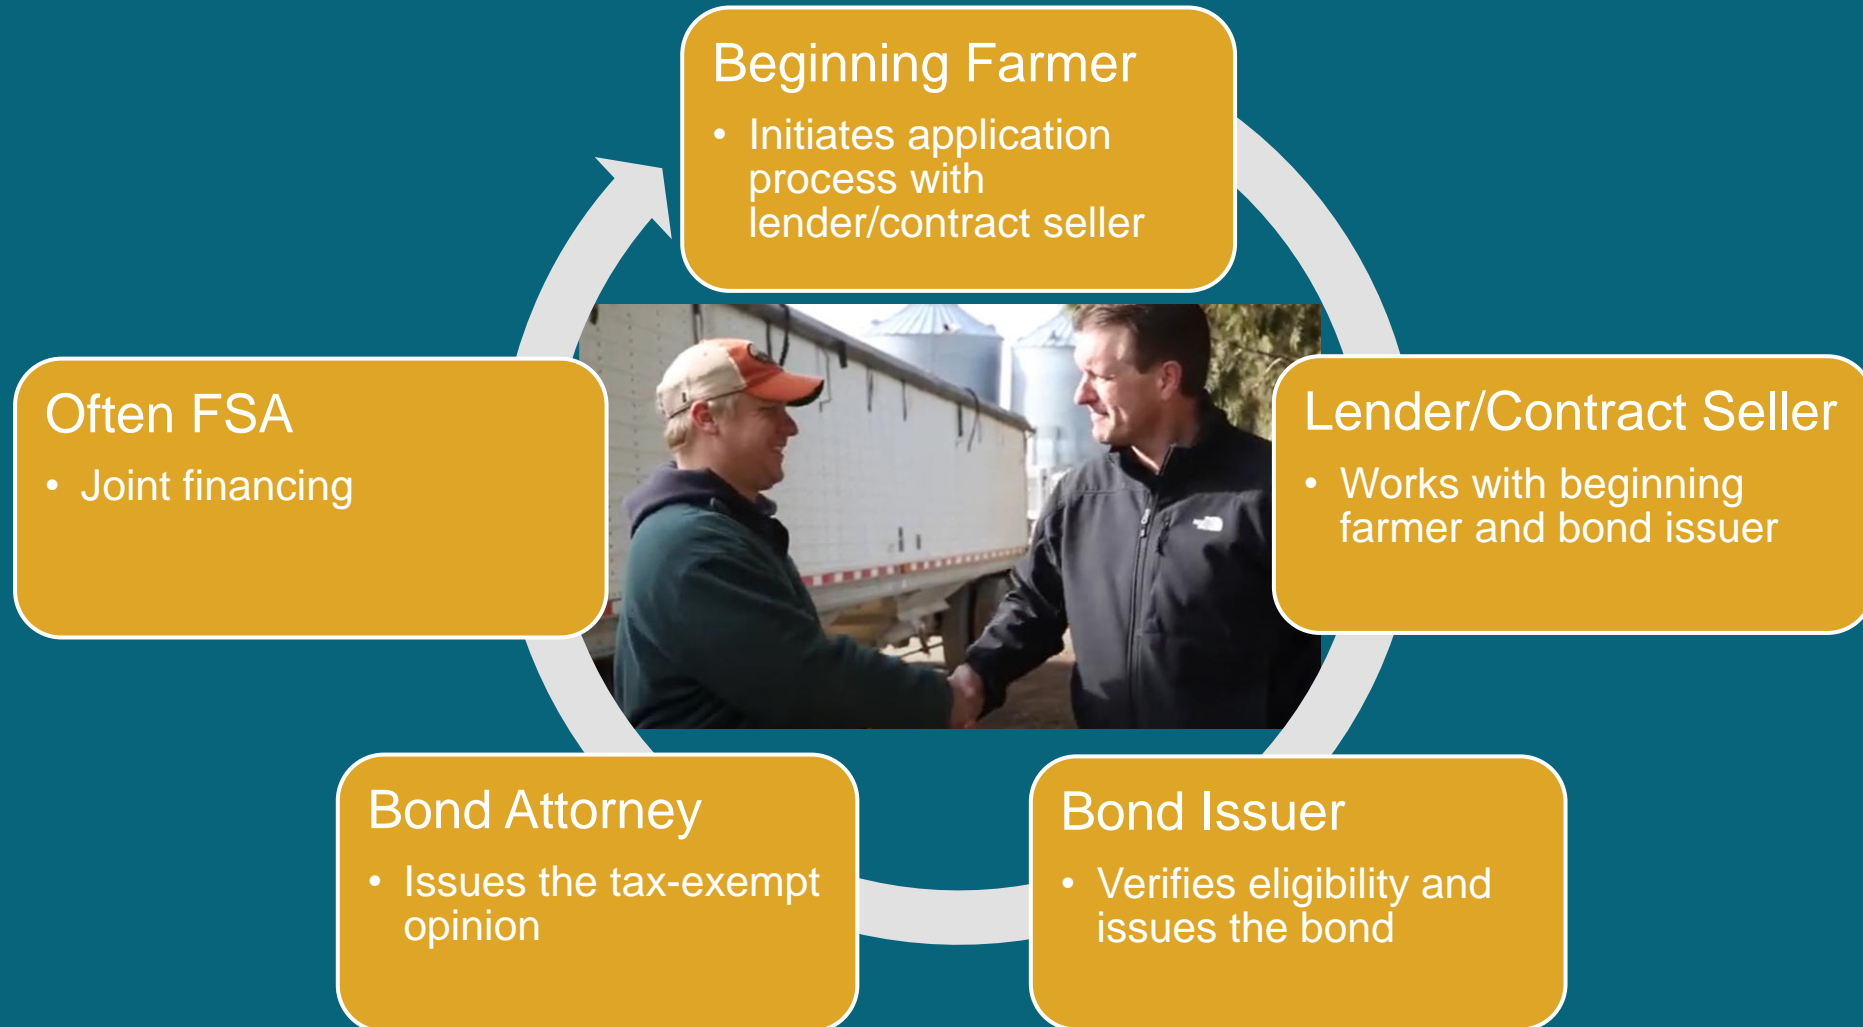 Beginning Farmer
• Initiates application
process with
lender/contract seller
Lender/Contract Seller
• Works with beginning
farmer and bond issuer
Bond Issuer
• Verifies eligibility and
issues the bond
Bond Attorney
• Issues the tax-exempt
opinion
Often FSA
• Joint financing